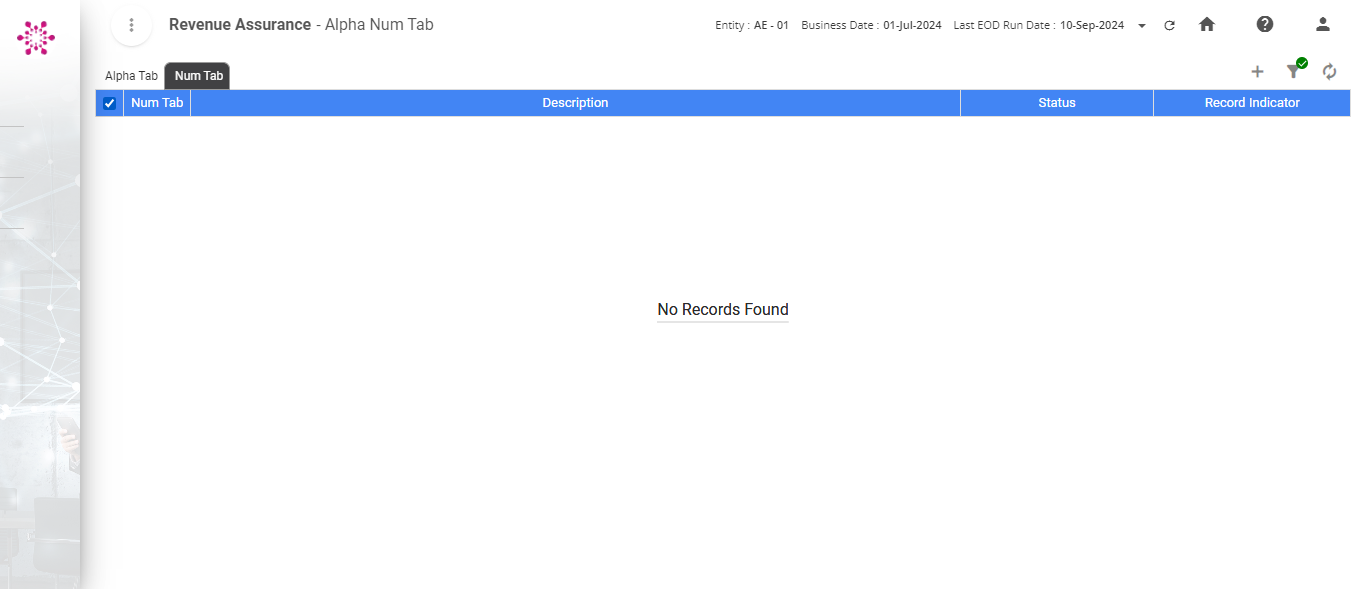 Revenue Assurance - Alpha Num Tab
Entity : AE - 01 Business Date : 01-Jul-2024 Last EOD Run Date : 10-Sep-2024
Alpha Tab Num Tab
Num Tab Description Status Record Indicator
No Records Found